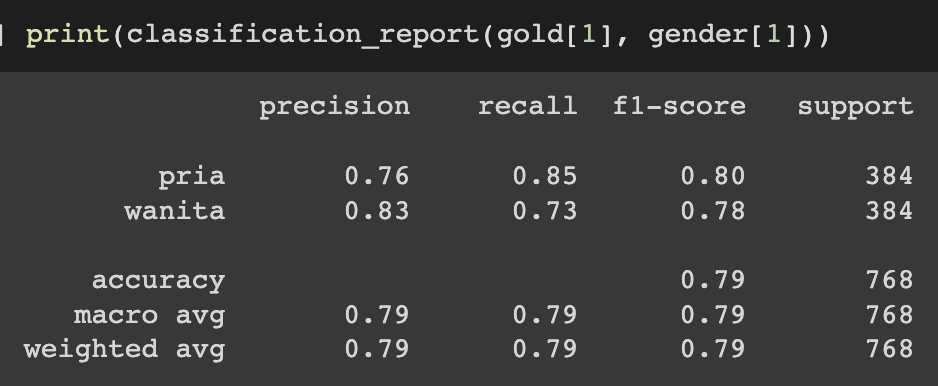 print(classification_report(gold[1], gender[1]))
precision recall f1-score support
pria 0.76 0.85 0.80 384
wanita 0.83 0.73 0.78 384
accuracy 0.79 768
macro avg 0.79 0.79 0.79 768
weighted avg 0.79 0.79 0.79 768